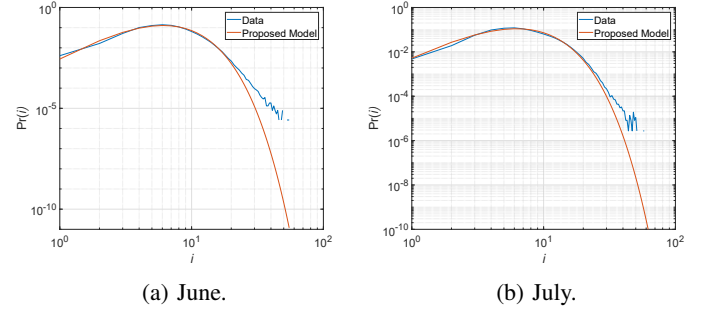 10^0
Data
Proposed Model
Pr(i)
10^-5
10^-10
10^0
10^1
10^2
i
(a) June.
10^0
Data
Proposed Model
10^-2
10^-4
Pr(i)
10^-6
10^-8
10^-10
10^0
10^1
10^2
i
(b) July.